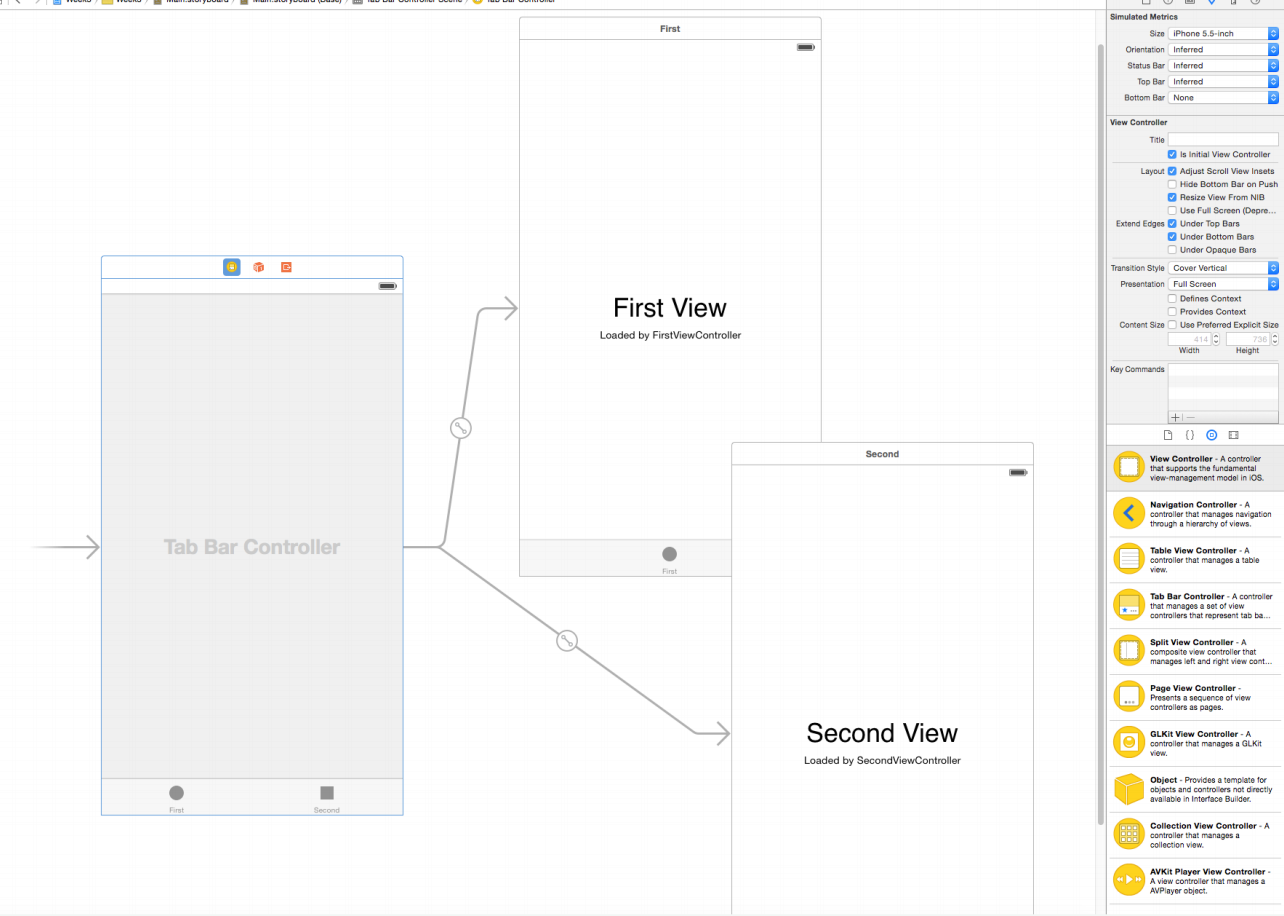 Week5
Week5
Main.storyboard
Main.storyboard (Base)
Tab Bar Controller Scene
Tab Bar Controller
First
First View
Loaded by FirstViewController
First
Tab Bar Controller
First
Second
Second
Second View
Loaded by SecondViewController
Simulated Metrics
Size iPhone 5.5-inch
Orientation Inferred
Status Bar Inferred
Top Bar Inferred
Bottom Bar None
View Controller
Title
Is Initial View Controller
Layout Adjust Scroll View Insets
Hide Bottom Bar on Push
Resize View From NIB
Use Full Screen (Depre...
Extend Edges Under Top Bars
Under Bottom Bars
Under Opaque Bars
Transition Style Cover Vertical
Presentation Full Screen
Defines Context
Provides Context
Content Size Use Preferred Explicit Size
414 736
Width Height
Key Commands
View Controller - A controller
that supports the fundamental
view-management model in iOS.
Navigation Controller - A
controller that manages navigation
through a hierarchy of views.
Table View Controller - A
controller that manages a table
view.
Tab Bar Controller - A controller
that manages a set of view
controllers that represent tab ba...
Split View Controller - A
composite view controller that
manages left and right view cont...
Page View Controller -
Presents a sequence of view
controllers as pages.
GLKit View Controller - A
controller that manages a GLKit
view.
Object - Provides a template for
objects and controllers not directly
available in Interface Builder.
Collection View Controller - A
controller that manages a
collection view.
AVKit Player View Controller -
A view controller that manages a
AVPlayer object.